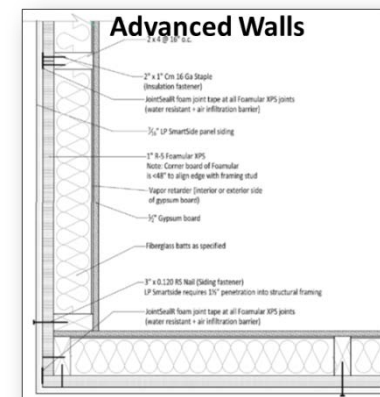 Advanced Walls
2 x 4 @ 16" o.c.
2" x 1" Crn 16 Ga Staple
(Insulation fastener)
JointSealR foam joint tape at all Foamular XPS joints
(water resistant + air infiltration barrier)
7/16" LP SmartSide panel siding
1" R-5 Foamular XPS
Note: Corner board of Foamular
is <48" to align edge with framing stud
Vapor retarder (interior or exterior side
of gypsum board)
½" Gypsum board
Fiberglass batts as specified
3" x 0.120 RS Nail (Siding fastener)
LP Smartside requires 1½" penetration into structural framing
JointSealR foam joint tape at all Foamular XPS joints
(water resistant + air infiltration barrier)